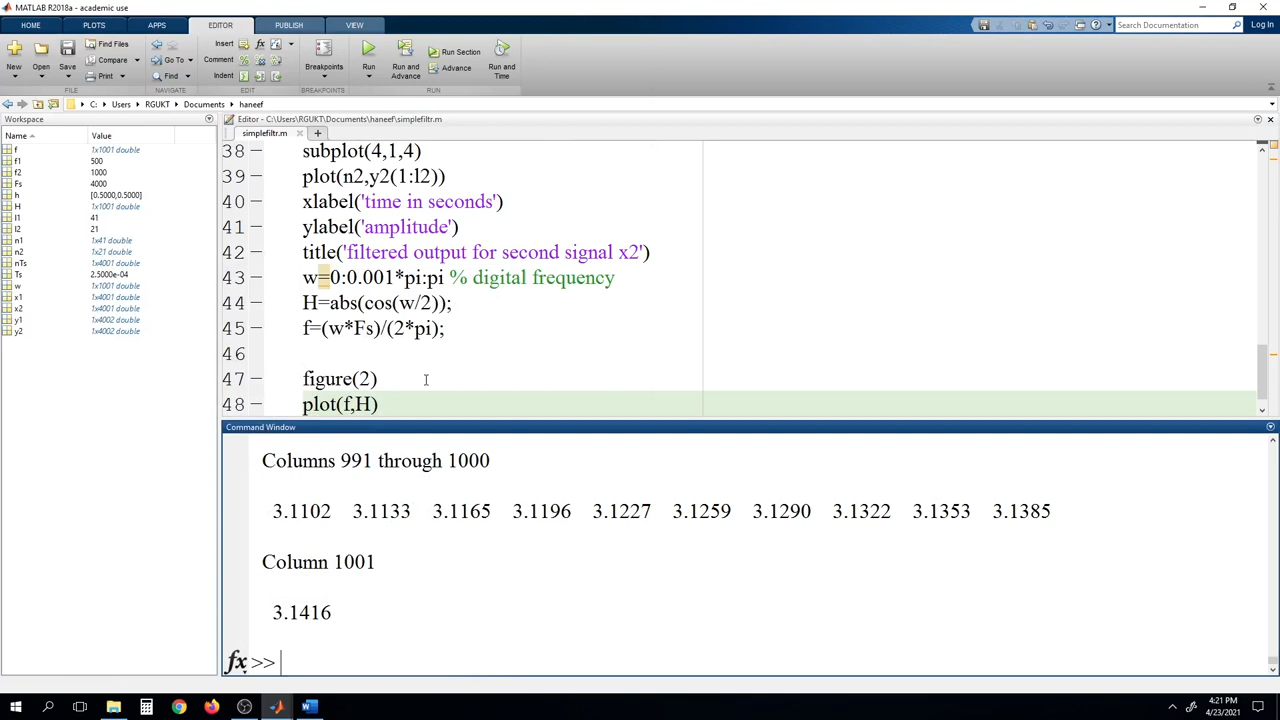 MATLAB R2018a - academic use
HOME PLOTS APPS EDITOR PUBLISH VIEW Search Documentation Log In
New Open Save Find Files Compare Print Go To Find Insert Comment Indent fx Breakpoints Run Run and Advance Run Section Advance Run and Time
FILE NAVIGATE EDIT BREAKPOINTS RUN
C: Users RGUKT Documents haneef
Workspace
Name Value
f 1x1001 double
f1 500
f2 1000
Fs 4000
h [0.5000,0.5000]
H 1x1001 double
l1 41
l2 21
n1 1x41 double
n2 1x21 double
nTs 1x4001 double
Ts 2.5000e-04
w 1x1001 double
x1 1x4001 double
x2 1x4001 double
y1 1x4002 double
y2 1x4002 double
Editor - C:\Users\RGUKT\Documents\haneef\simplefiltr.m
simplefiltr.m
38 subplot(4,1,4)
39 plot(n2,y2(1:l2))
40 xlabel('time in seconds')
41 ylabel('amplitude')
42 title('filtered output for second signal x2')
43 w=0:0.001*pi:pi % digital frequency
44 H=abs(cos(w/2));
45 f=(w*Fs)/(2*pi);
46
47 figure(2)
48 plot(f,H)
Command Window
Columns 991 through 1000
3.1102 3.1133 3.1165 3.1196 3.1227 3.1259 3.1290 3.1322 3.1353 3.1385
Column 1001
3.1416
fx >>
4:21 PM
4/23/2021